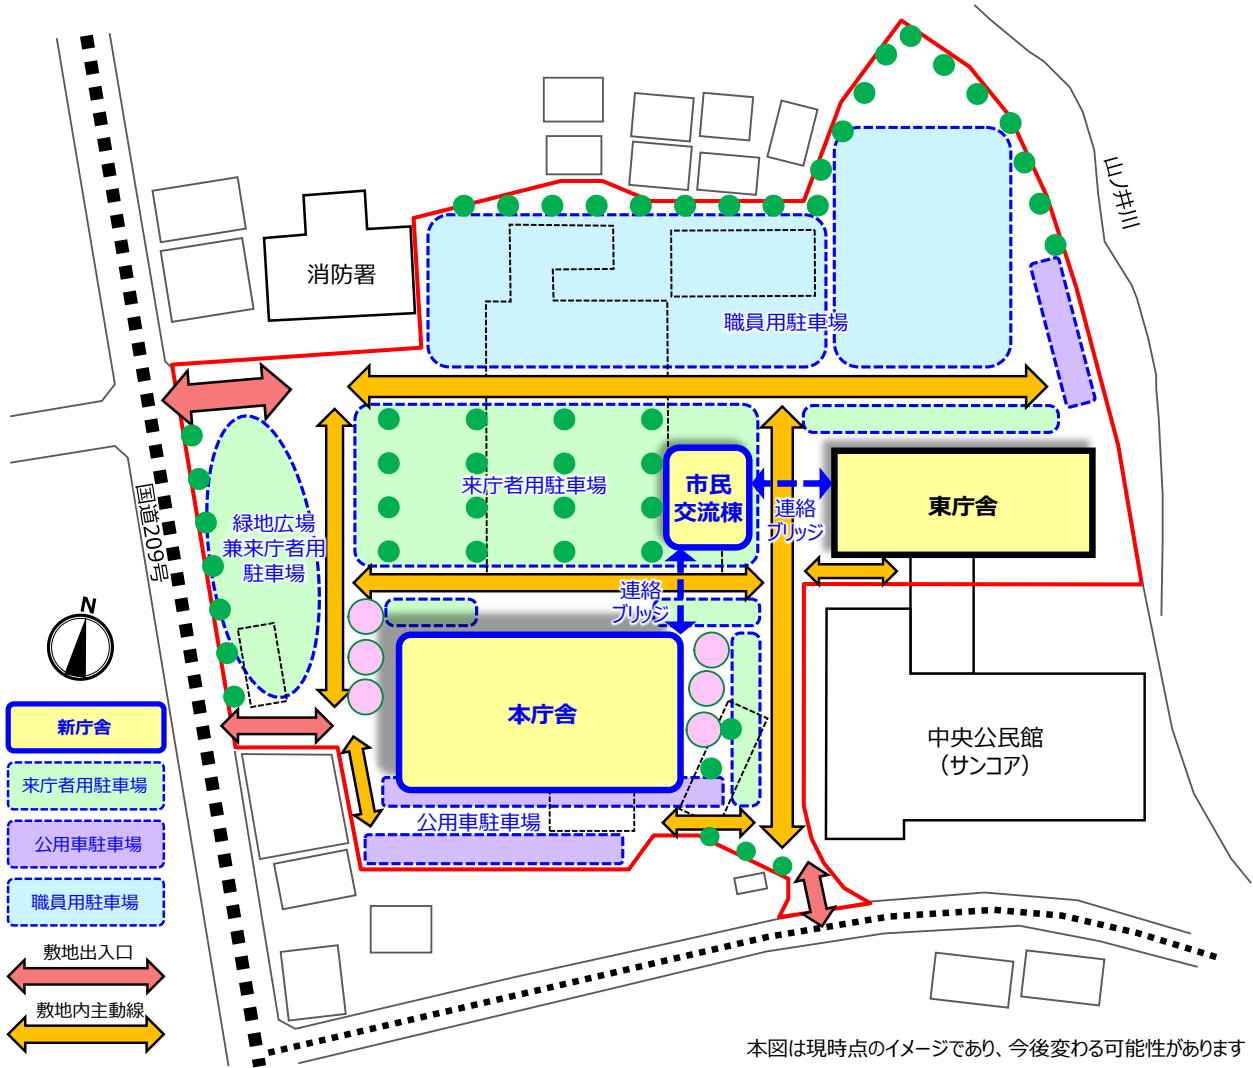 山ノ井川
消防署
職員用駐車場
来庁者用駐車場
市民
交流棟
連絡
ブリッジ
東庁舎
国道209号
緑地広場
兼来庁者用
駐車場
連絡
ブリッジ
N
本庁舎
中央公民館
（サンコア）
公用車駐車場
新庁舎
来庁者用駐車場
公用車駐車場
職員用駐車場
敷地出入口
敷地内主動線
本図は現時点のイメージであり、今後変わる可能性があります